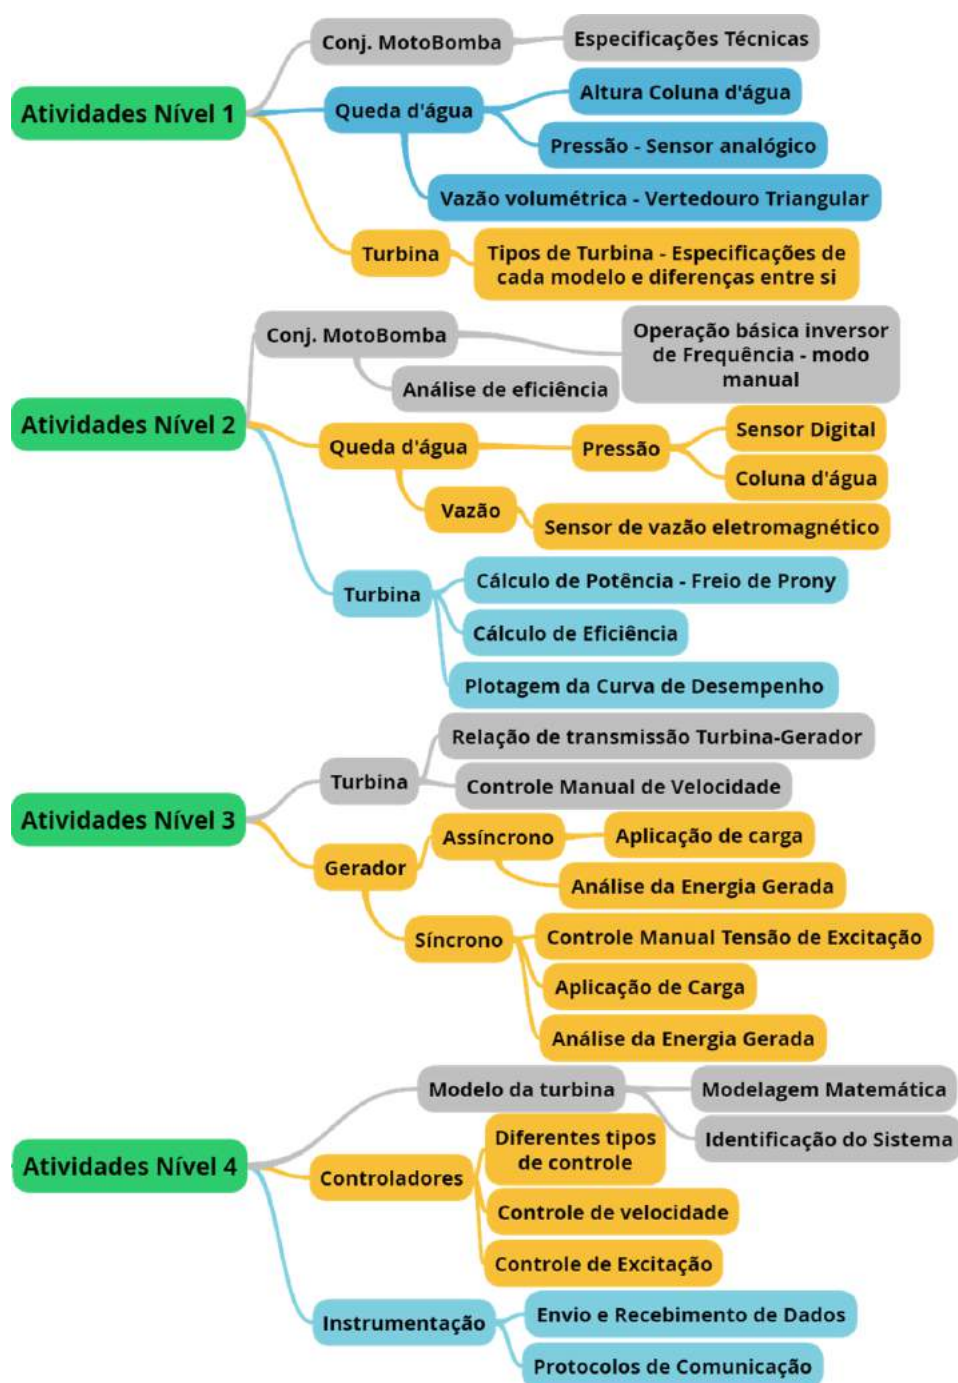 Atividades Nível 1
Conj. MotoBomba
Especificações Técnicas
Queda d'água
Altura Coluna d'água
Pressão - Sensor analógico
Vazão volumétrica - Vertedouro Triangular
Turbina
Tipos de Turbina - Especificações de
cada modelo e diferenças entre si
Atividades Nível 2
Conj. MotoBomba
Operação básica inversor
de Frequência - modo
manual
Análise de eficiência
Queda d'água
Pressão
Sensor Digital
Coluna d'água
Vazão
Sensor de vazão eletromagnético
Turbina
Cálculo de Potência - Freio de Prony
Cálculo de Eficiência
Plotagem da Curva de Desempenho
Atividades Nível 3
Turbina
Relação de transmissão Turbina-Gerador
Controle Manual de Velocidade
Gerador
Assíncrono
Aplicação de carga
Análise da Energia Gerada
Síncrono
Controle Manual Tensão de Excitação
Aplicação de Carga
Análise da Energia Gerada
Atividades Nível 4
Modelo da turbina
Modelagem Matemática
Identificação do Sistema
Controladores
Diferentes tipos
de controle
Controle de velocidade
Controle de Excitação
Instrumentação
Envio e Recebimento de Dados
Protocolos de Comunicação